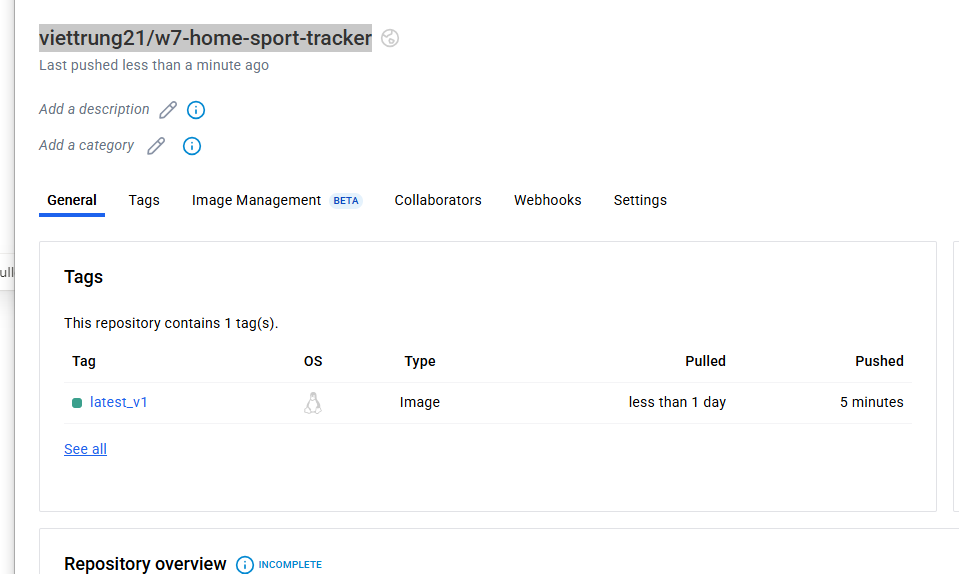 viettrung21/w7-home-sport-tracker
Last pushed less than a minute ago
Add a description
Add a category
General Tags Image Management BETA Collaborators Webhooks Settings
ull
Tags
This repository contains 1 tag(s).
Tag OS Type Pulled Pushed
latest_v1 Image less than 1 day 5 minutes
See all
Repository overview INCOMPLETE